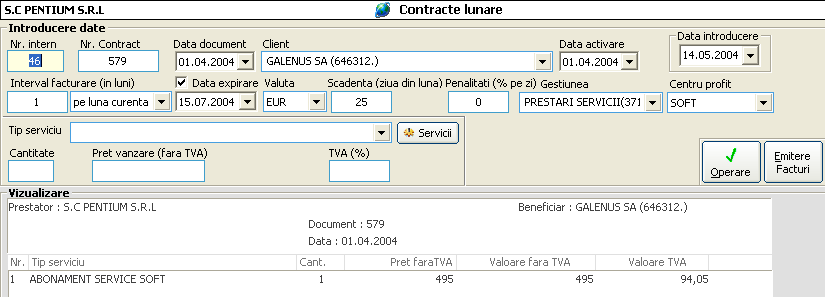 S.C PENTIUM S.R.L Contracte lunare
Introducere date
Nr. intern Nr. Contract Data document Client Data activare Data introducere
46 579 01.04.2004 GALENUS SA (646312.) 01.04.2004 14.05.2004
Interval facturare (in luni) Data expirare Valuta Scadenta (ziua din luna) Penalitati (% pe zi) Gestiunea Centru profit
1 pe luna curenta 15.07.2004 EUR 25 0 PRESTARI SERVICII(371 SOFT
Tip serviciu Servicii
Cantitate Pret vanzare (fara TVA) TVA (%)
Operare Emitere Facturi
Vizualizare
Prestator : S.C PENTIUM S.R.L Beneficiar : GALENUS SA (646312.)
Document : 579
Data : 01.04.2004
Nr. Tip serviciu Cant. Pret faraTVA Valoare fara TVA Valoare TVA
1 ABONAMENT SERVICE SOFT 1 495 495 94,05